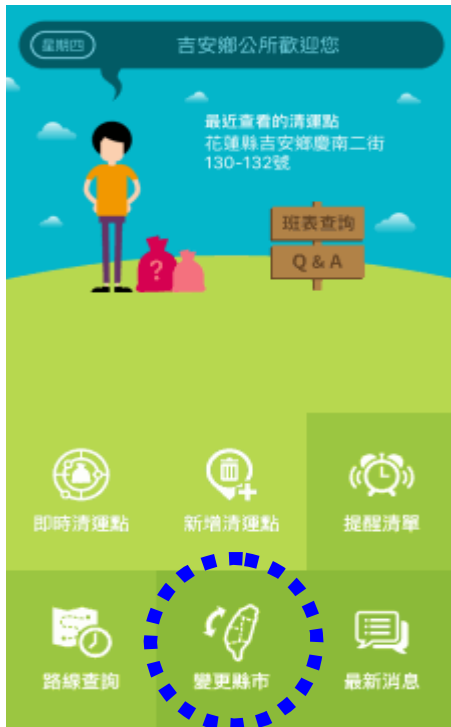 星期四
吉安鄉公所歡迎您
最近查看的清運點
花蓮縣吉安鄉慶南二街
130-132號
班表查詢
Q & A
?
即時清運點
新增清運點
提醒清單
路線查詢
變更縣市
最新消息